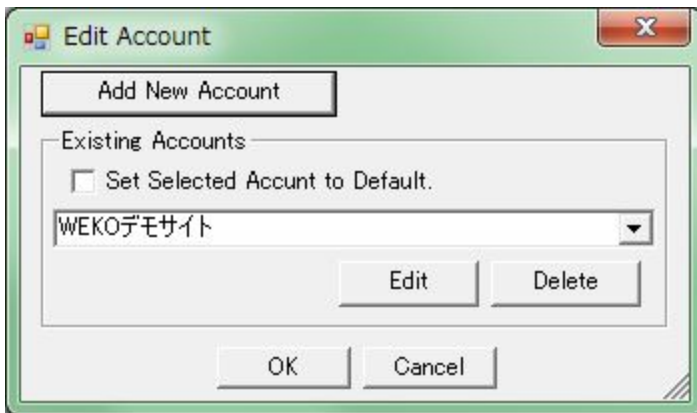 Edit Account
Add New Account
Existing Accounts
Set Selected Accunt to Default.
WEKOデモサイト
Edit Delete
OK Cancel